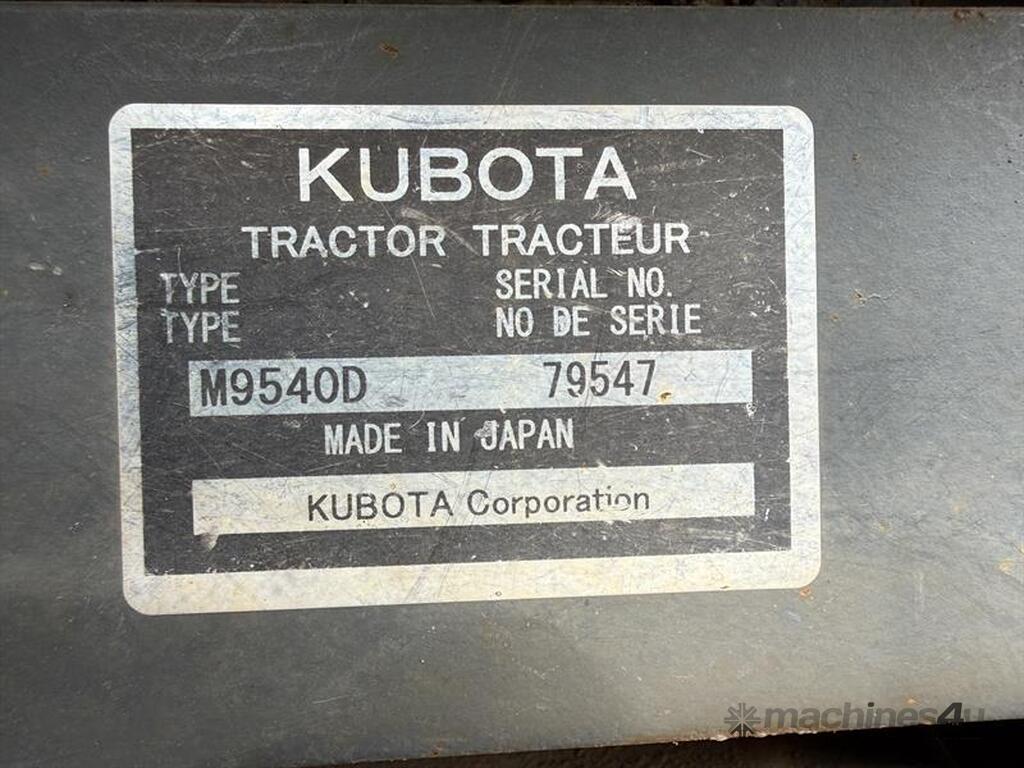 KUBOTA
TRACTOR TRACTEUR
TYPE SERIAL NO.
TYPE NO DE SERIE
M9540D 79547
MADE IN JAPAN
KUBOTA Corporation
machines4u